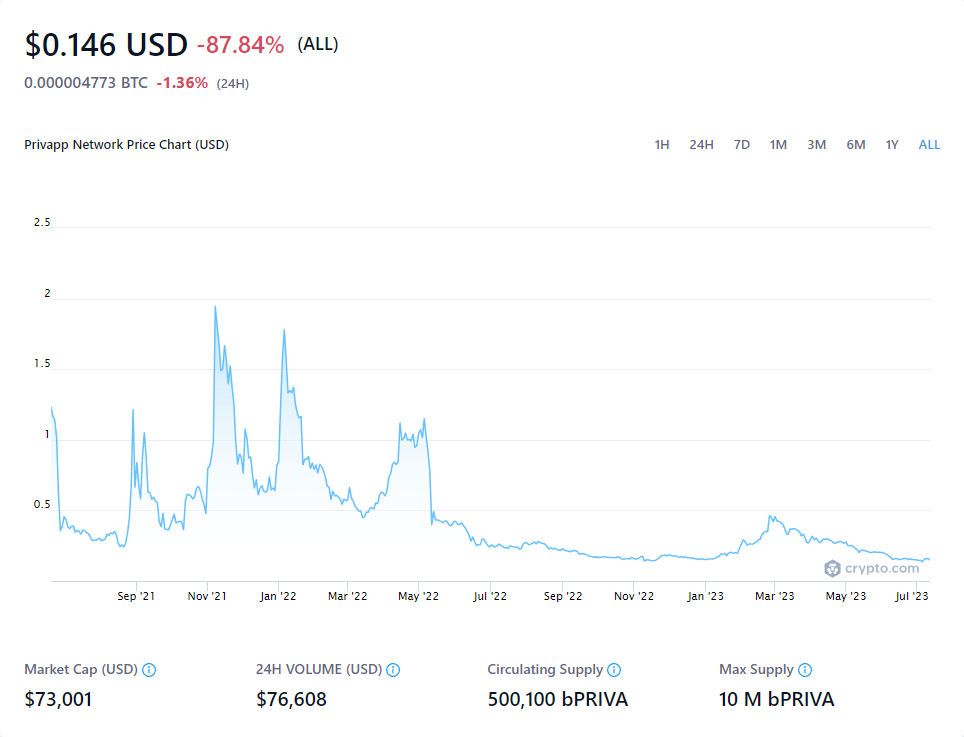 $0.146 USD -87.84% (ALL)
0.000004773 BTC -1.36% (24H)
Privapp Network Price Chart (USD) 1H 24H 7D 1M 3M 6M 1Y ALL
2.5
2
1.5
1
0.5
crypto.com
Sep '21 Nov '21 Jan '22 Mar '22 May '22 Jul '22 Sep '22 Nov '22 Jan '23 Mar '23 May '23 Jul '23
Market Cap (USD) 24H VOLUME (USD) Circulating Supply Max Supply
$73,001 $76,608 500,100 bPRIVA 10 M bPRIVA